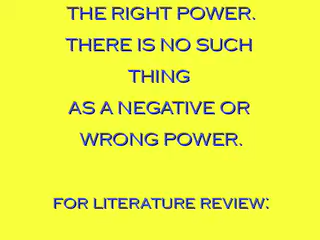 THE RIGHT POWER.
THERE IS NO SUCH
THING
AS A NEGATIVE OR
WRONG POWER.
FOR LITERATURE REVIEW: